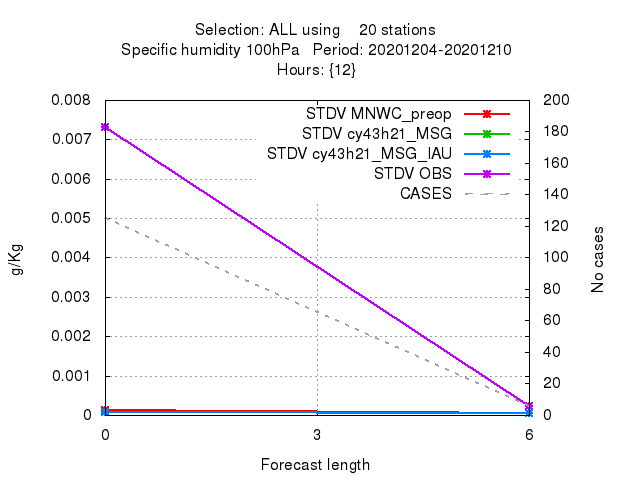 Selection: ALL using 20 stations
Specific humidity 100hPa Period: 20201204-20201210
Hours: {12}
STDV MNWC_preop
STDV cy43h21_MSG
STDV cy43h21_MSG_IAU
STDV OBS
CASES
g/Kg
0.008
0.007
0.006
0.005
0.004
0.003
0.002
0.001
0
200
180
160
140
120
100
80
60
40
20
0
No cases
0 3 6
Forecast length